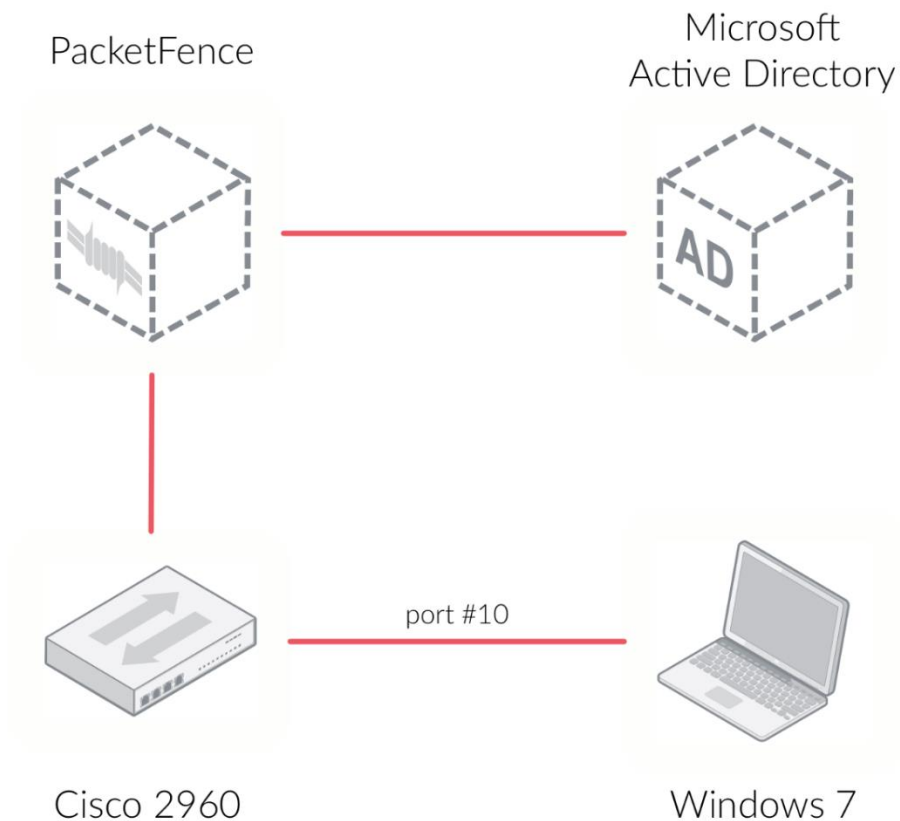 PacketFence
Microsoft
Active Directory
AD
port #10
Cisco 2960
Windows 7